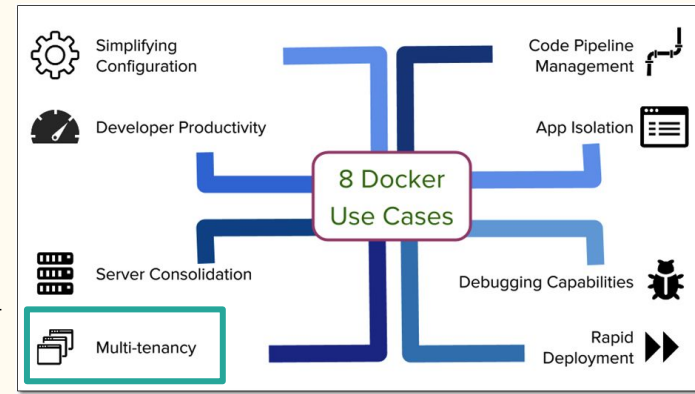 Simplifying
Configuration
Developer Productivity
Server Consolidation
Multi-tenancy
8 Docker
Use Cases
Code Pipeline
Management
App Isolation
Debugging Capabilities
Rapid
Deployment